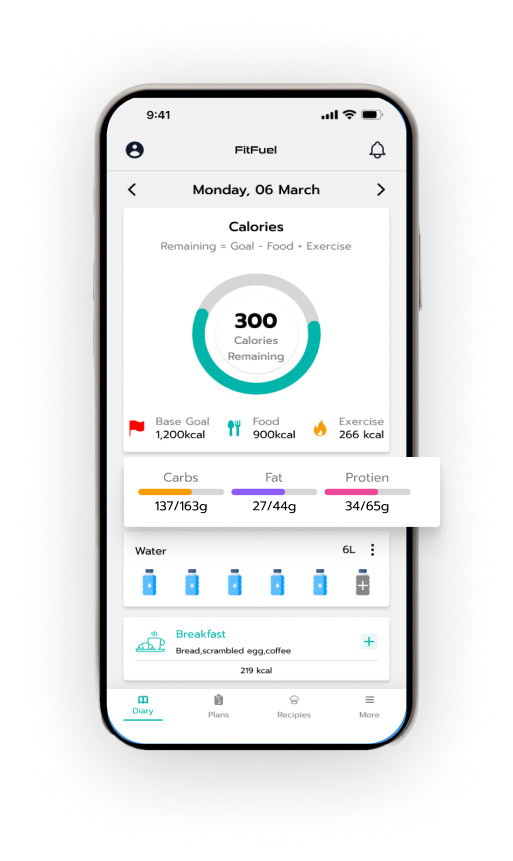 9:41
FitFuel
Monday, 06 March
Calories
Remaining = Goal - Food + Exercise
300
Calories
Remaining
Base Goal
1,200kcal
Food
900kcal
Exercise
266 kcal
Carbs
137/163g
Fat
27/44g
Protien
34/65g
Water
6L
Breakfast
Bread,scrambled egg,coffee
219 kcal
Diary
Plans
Recipies
More